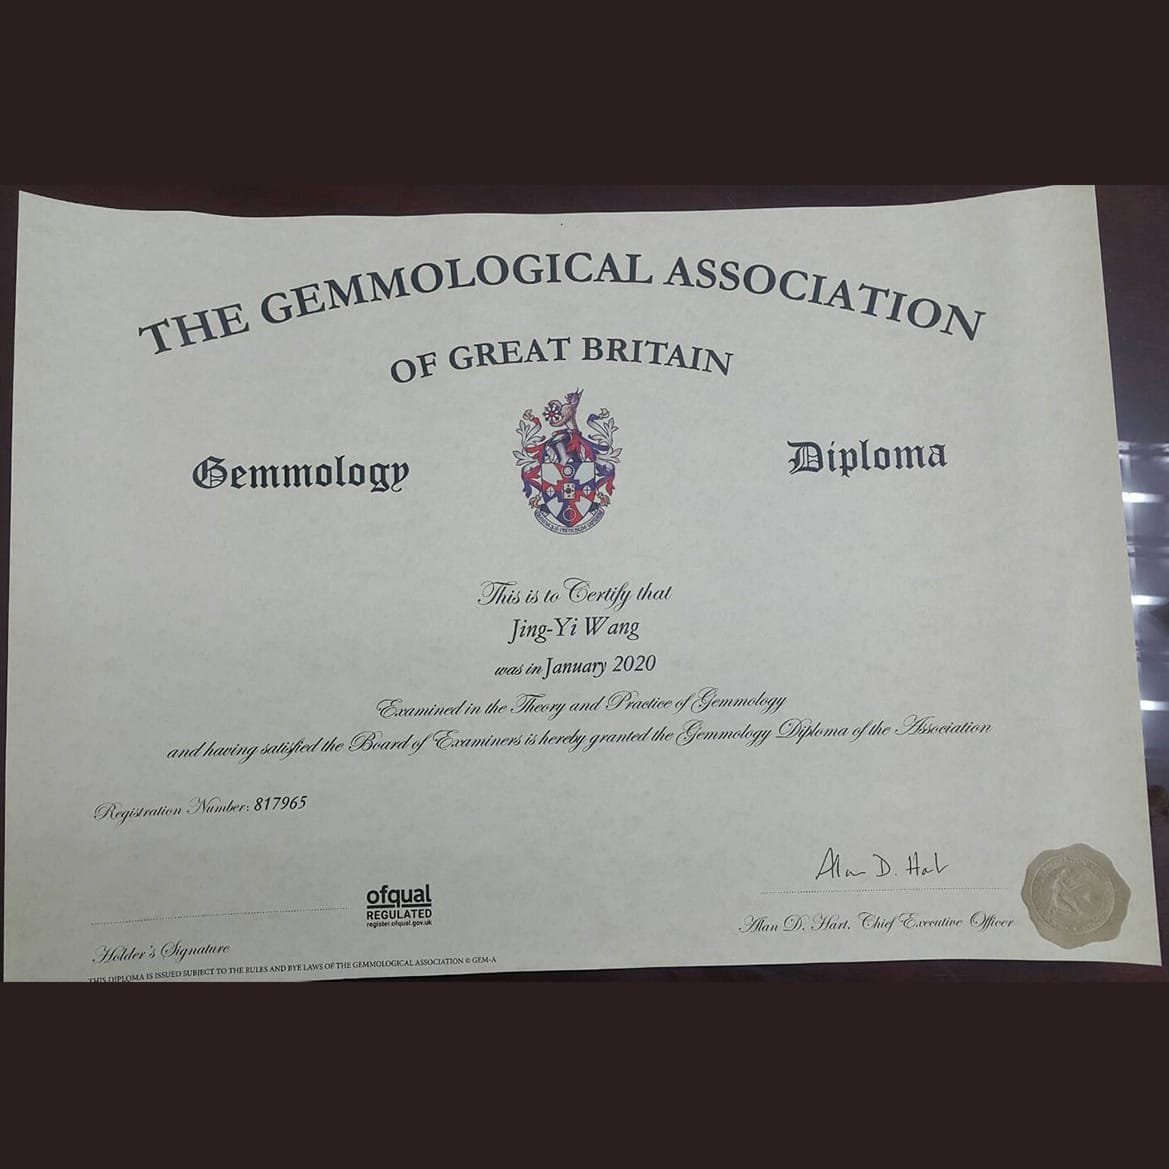 THE GEMMOLOGICAL ASSOCIATION
OF GREAT BRITAIN
Gemmology Diploma
This is to Certify that
Jing-Yi Wang
was in January 2020
Examined in the Theory and Practice of Gemmology
and having satisfied the Board of Examiners is hereby granted the Gemmology Diploma of the Association
Registration Number: 817965
Alan D. Hart
ofqual
REGULATED
register.ofqual.gov.uk
Alan D. Hart, Chief Executive Officer
Holder's Signature
THIS DIPLOMA IS ISSUED SUBJECT TO THE RULES AND BYE LAWS OF THE GEMMOLOGICAL ASSOCIATION © GEM-A